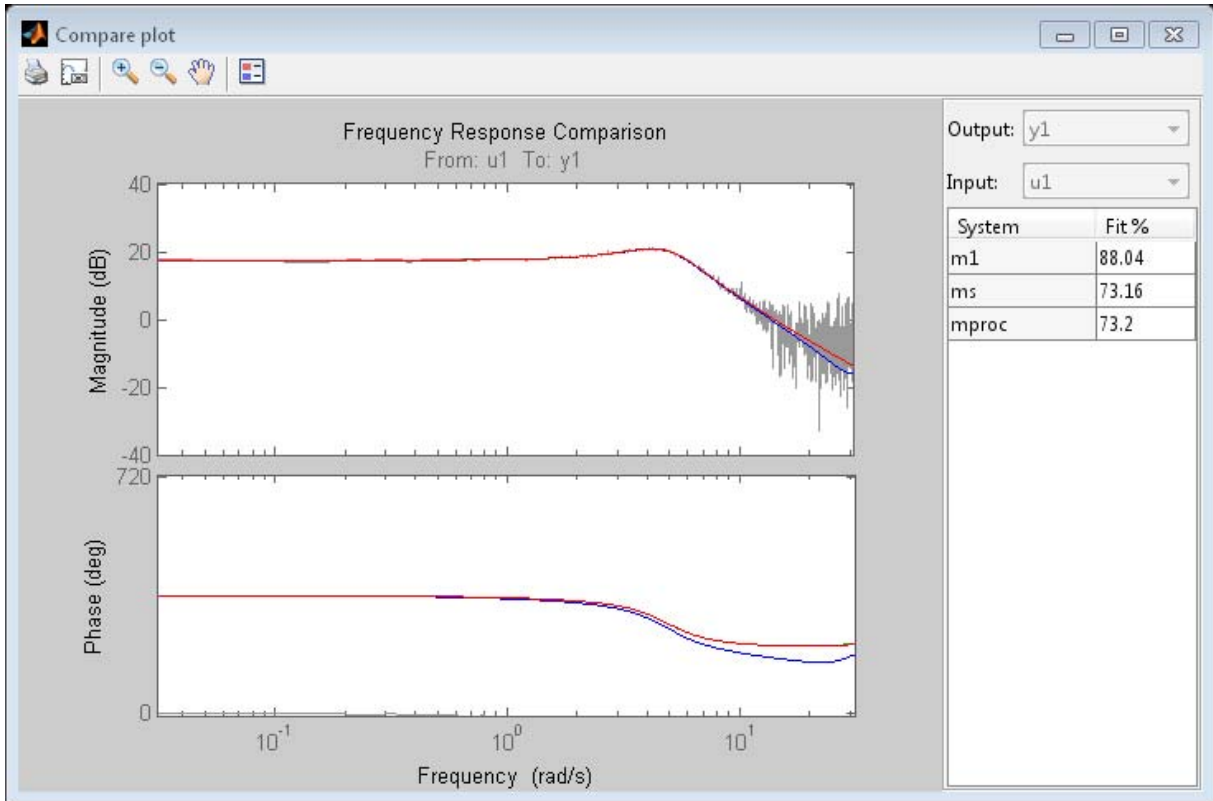 Compare plot
Frequency Response Comparison
From: u1 To: y1
Magnitude (dB)
40
20
0
-20
-40
Phase (deg)
720
0
10^-1
10^0
10^1
Frequency (rad/s)
Output: y1
Input: u1
System Fit %
m1 88.04
ms 73.16
mproc 73.2